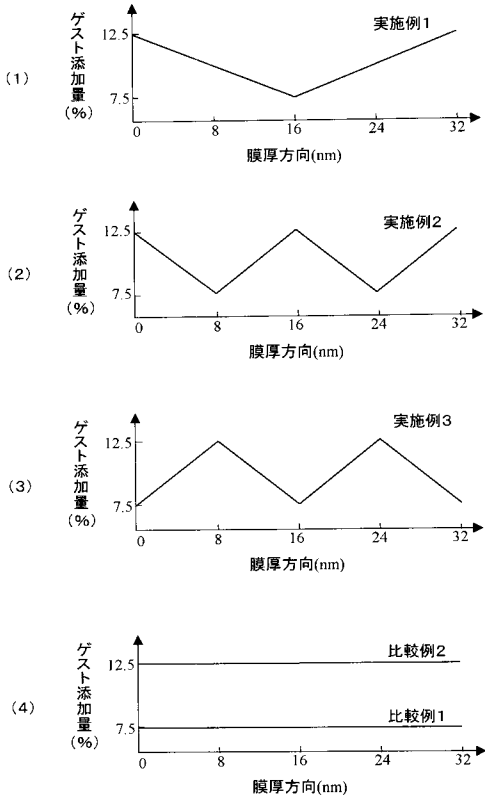 (1)
ゲスト添加量(%)
12.5
7.5
実施例1
0 8 16 24 32
膜厚方向(nm)
(2)
ゲスト添加量(%)
12.5
7.5
実施例2
0 8 16 24 32
膜厚方向(nm)
(3)
ゲスト添加量(%)
12.5
7.5
実施例3
0 8 16 24 32
膜厚方向(nm)
(4)
ゲスト添加量(%)
12.5
7.5
比較例2
比較例1
0 8 16 24 32
膜厚方向(nm)